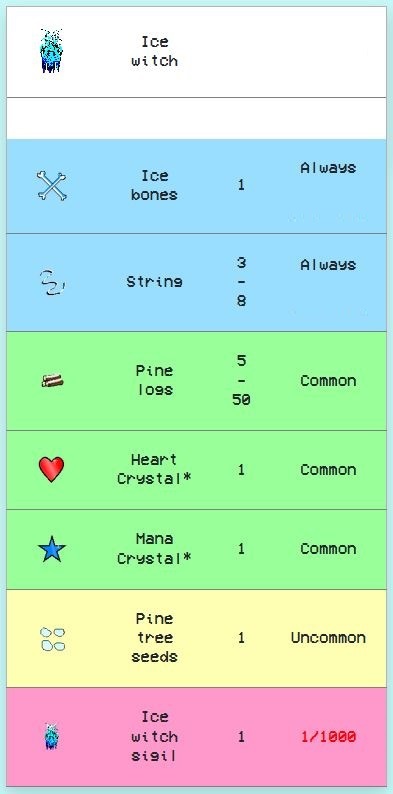 Ice
witch
Ice
bones
1
Always
String
3
-
8
Always
Pine
logs
5
-
50
Common
Heart
Crystal*
1
Common
Mana
Crystal*
1
Common
Pine
tree
seeds
1
Uncommon
Ice
witch
sigil
1
1/1000